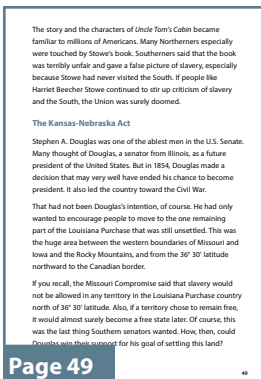 The story and the characters of Uncle Tom's Cabin became
familiar to millions of Americans. Many Northerners especially
were touched by Stowe's book. Southerners said that the book
was terribly unfair and gave a false picture of slavery, especially
because Stowe had never visited the South. If people like
Harriet Beecher Stowe continued to stir up criticism of slavery
and the South, the Union was surely doomed.
The Kansas-Nebraska Act
Stephen A. Douglas was one of the ablest men in the U.S. Senate.
Many thought of Douglas, a senator from Illinois, as a future
president of the United States. But in 1854, Douglas made a
decision that may very well have ended his chance to become
president. It also led the country toward the Civil War.
That had not been Douglas's intention, of course. He had only
wanted to encourage people to move to the one remaining
part of the Louisiana Purchase that was still unsettled. This was
the huge area between the western boundaries of Missouri and
Iowa and the Rocky Mountains, and from the 36° 30' latitude
northward to the Canadian border.
If you recall, the Missouri Compromise said that slavery would
not be allowed in any territory in the Louisiana Purchase country
north of 36° 30' latitude. Also, if a territory chose to remain free,
it would almost surely become a free state later. Of course, this
was the last thing Southern senators wanted. How, then, could
Douglas win their support for his goal of settling this land?
49
Page 49